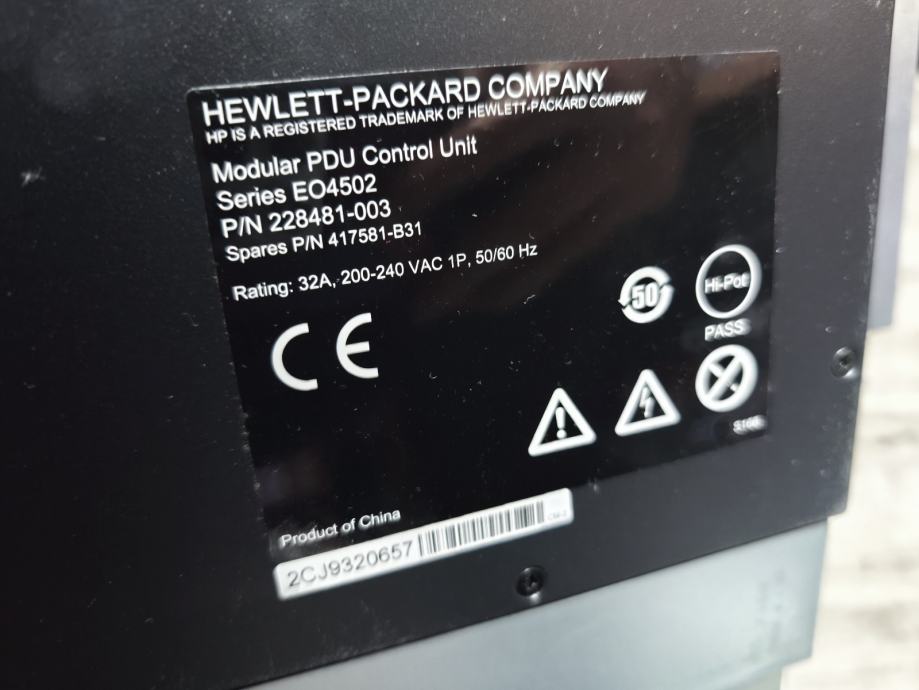 HEWLETT-PACKARD COMPANY
HP IS A REGISTERED TRADEMARK OF HEWLETT-PACKARD COMPANY
Modular PDU Control Unit
Series EO4502
P/N 228481-003
Spares P/N 417581-B31
Rating: 32A, 200-240 VAC 1P, 50/60 Hz
CE
50
Hi-Pot
PASS
Product of China
2CJ9320657